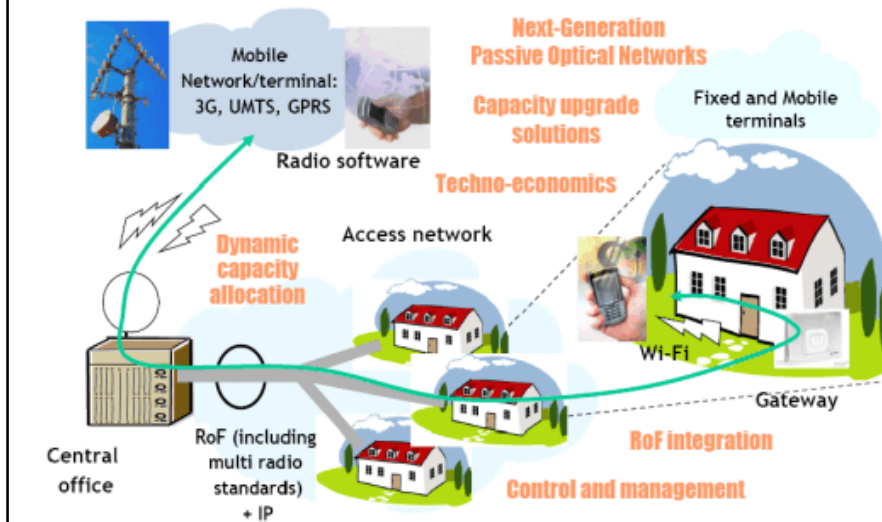 Next-Generation
Passive Optical Networks
Mobile
Network/terminal:
3G, UMTS, GPRS
Capacity upgrade
solutions
Fixed and Mobile
terminals
Radio software
Techno-economics
Access network
Dynamic
capacity
allocation
Wi-Fi
Gateway
RoF integration
Central
office
RoF (including
multi radio
standards)
+ IP
Control and management